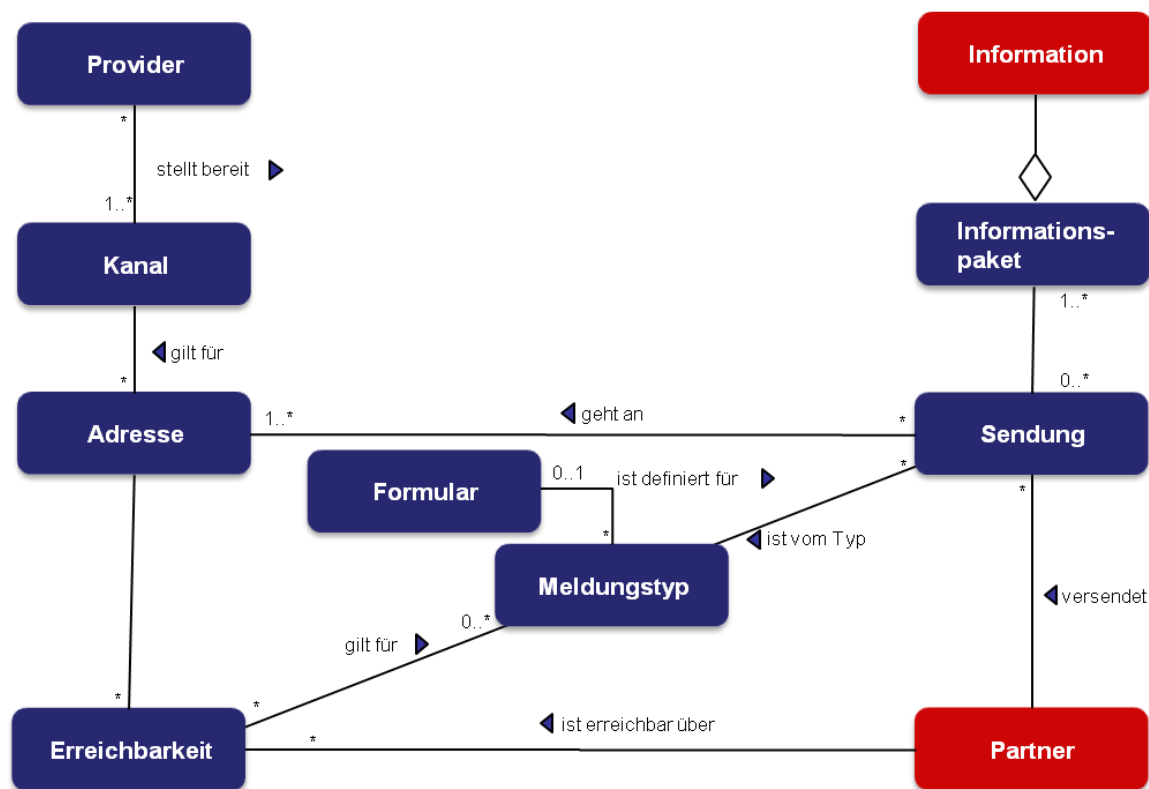 Provider
Information
*
stellt bereit
1..*
Kanal
Informations-
paket
1..*
gilt für
*
0..*
Adresse
1..*
geht an
*
Sendung
Formular
0..1
ist definiert für
*
*
*
ist vom Typ
Meldungstyp
versendet
0..*
gilt für
*
*
ist erreichbar über
*
Erreichbarkeit
Partner